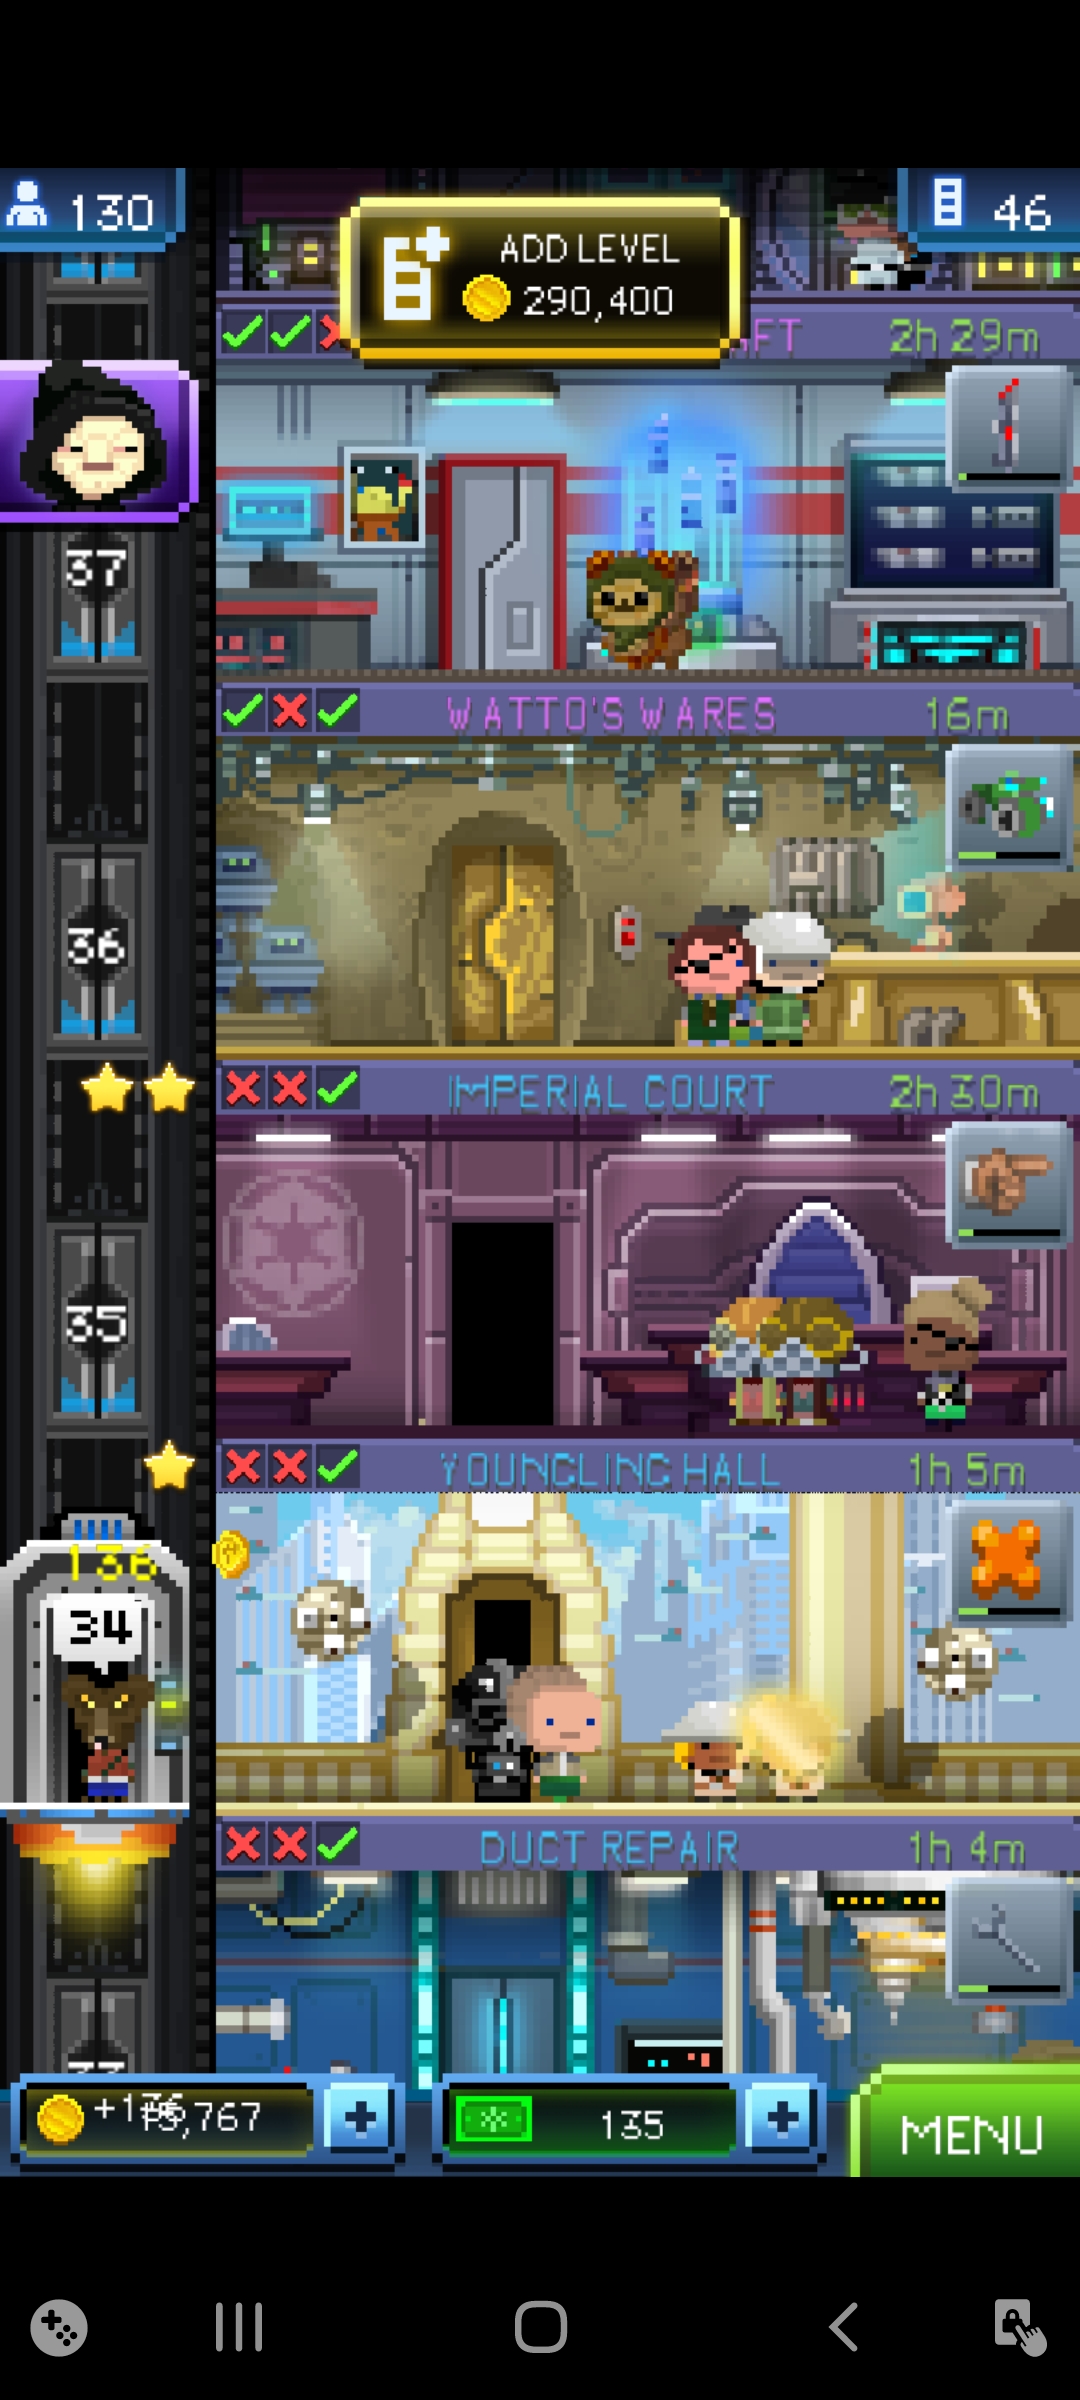 130
ADD LEVEL
290,400
46
2h 29m
37
WATTO'S WARES
16m
36
IMPERIAL COURT
2h 30m
35
YOUNGLING HALL
1h 5m
136
34
DUCT REPAIR
1h 4m
135
MENU